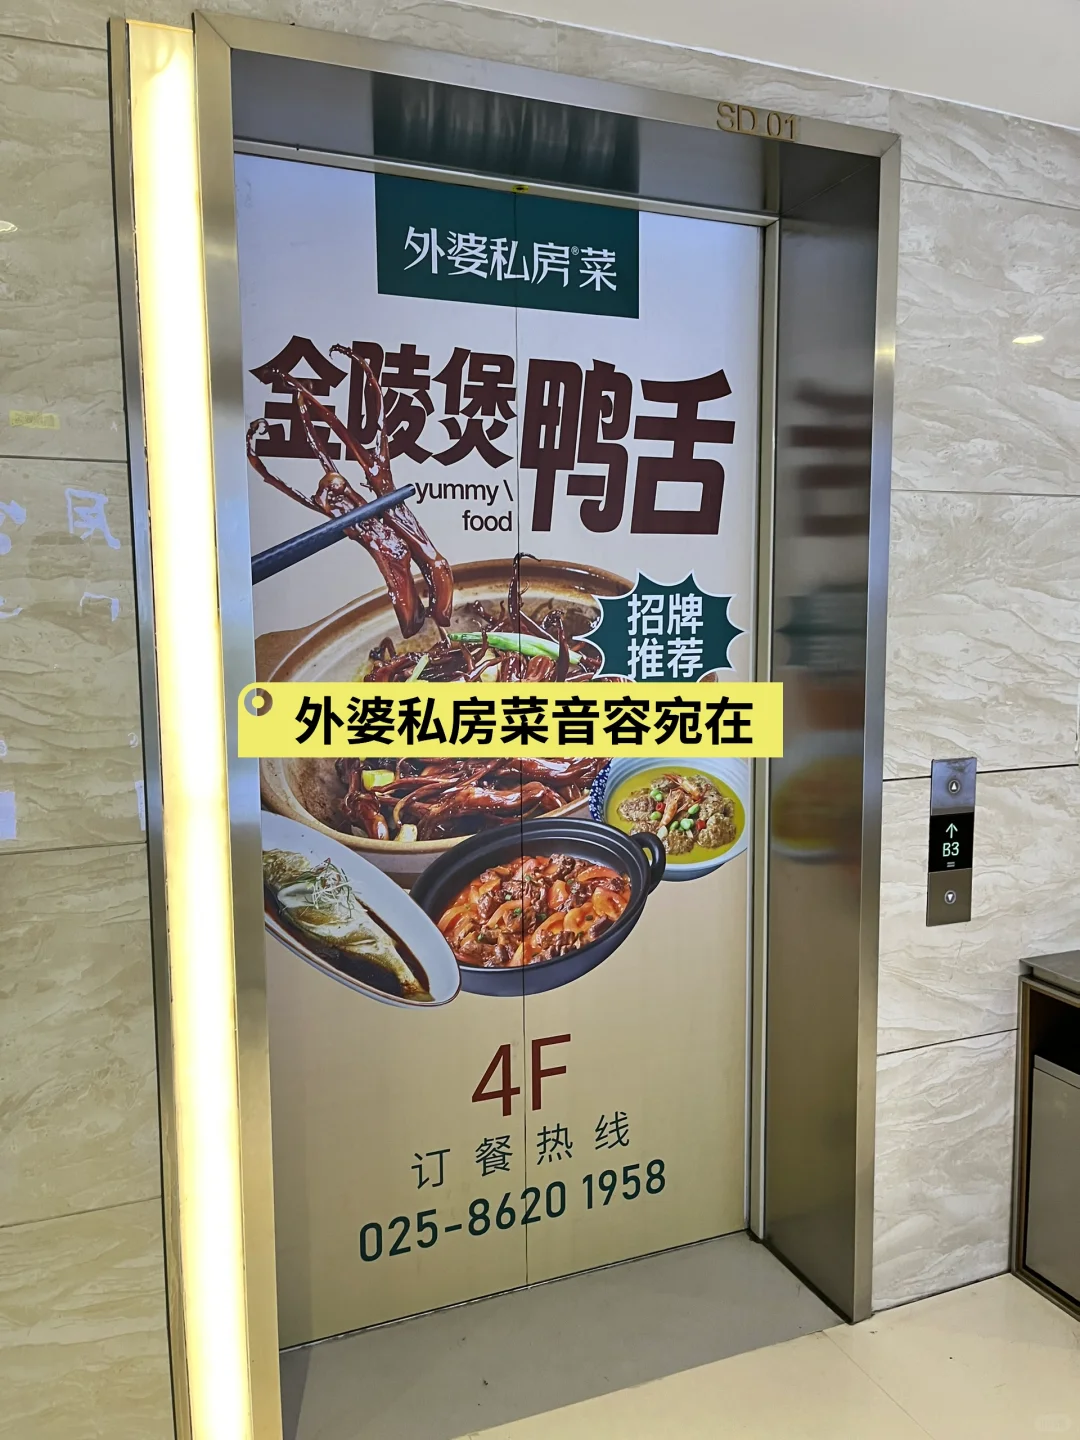 SD 01
外婆私房®菜
金陵煲鸭舌
yummy \
food
招牌
推荐
外婆私房菜音容宛在
B3
4F
订餐热线
025-8620 1958